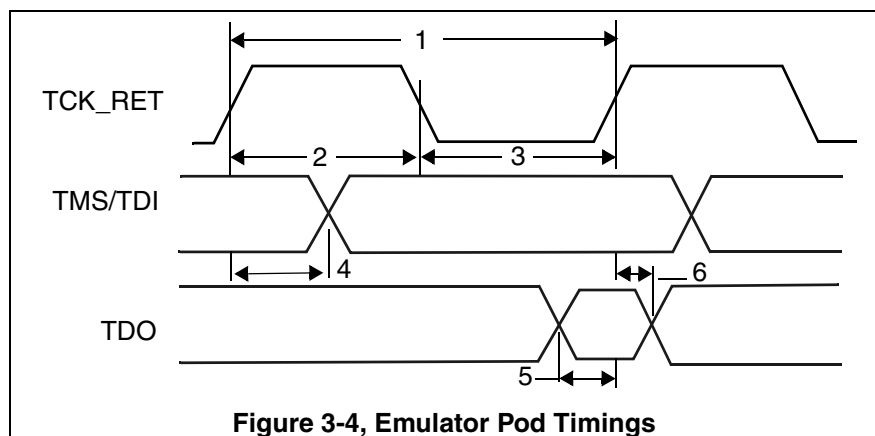 1
TCK_RET
2
3
TMS/TDI
4
6
TDO
5
Figure 3-4, Emulator Pod Timings